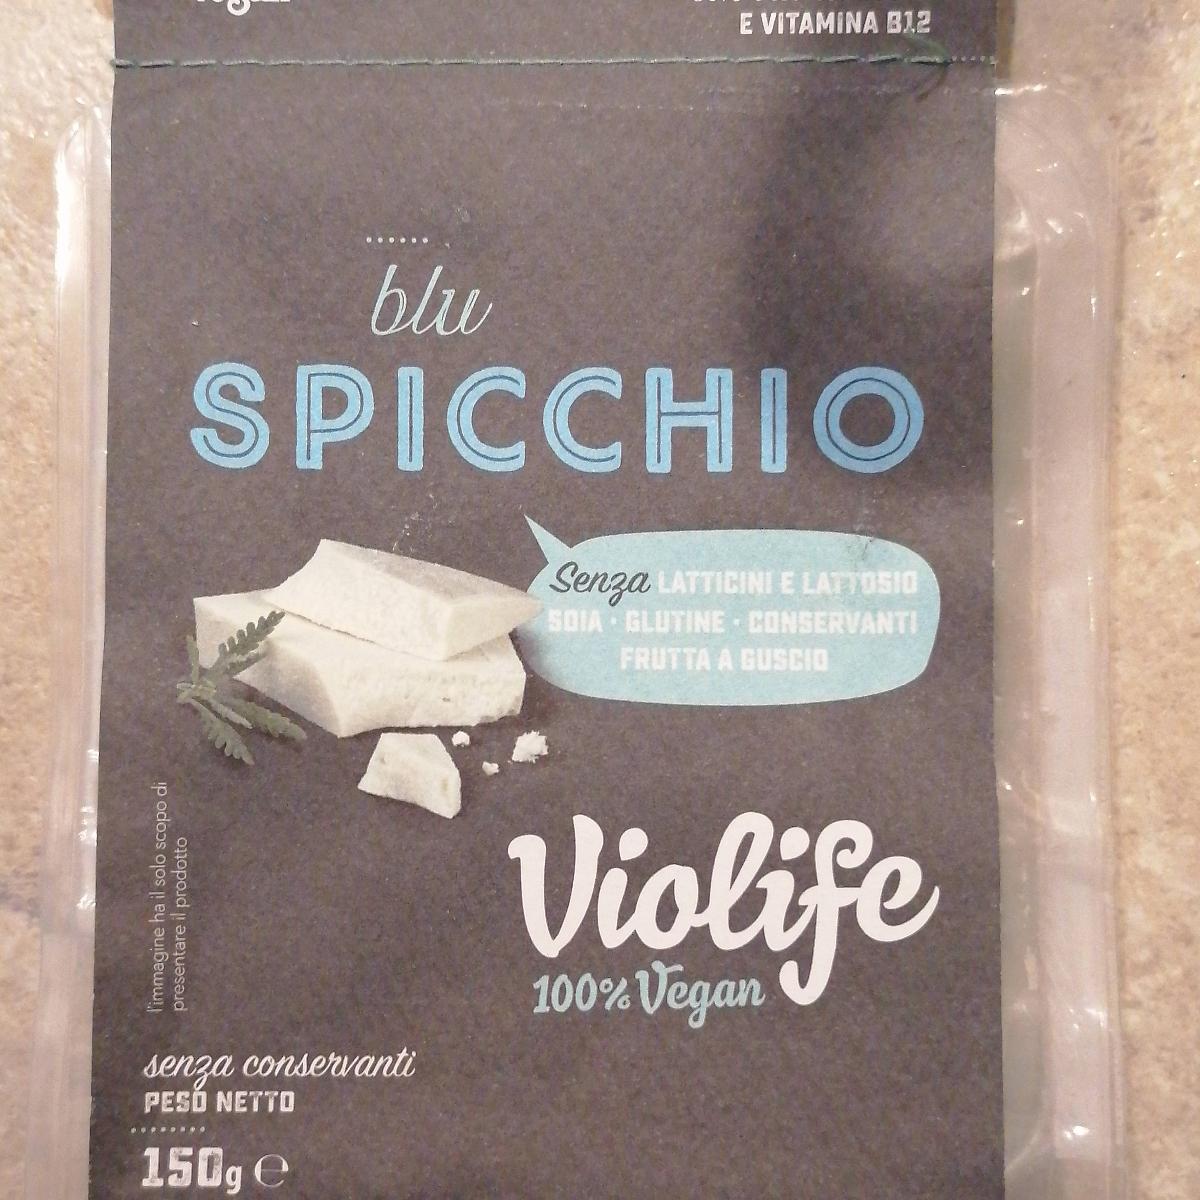 E VITAMINA B12
blu
SPICCHIO
Senza LATTICINI E LATTOSIO
SOIA • GLUTINE • CONSERVANTI
FRUTTA A GUSCIO
Violife
100% Vegan
l'immagine ha il solo scopo di
presentare il prodotto
senza conservanti
PESO NETTO
150g ℮